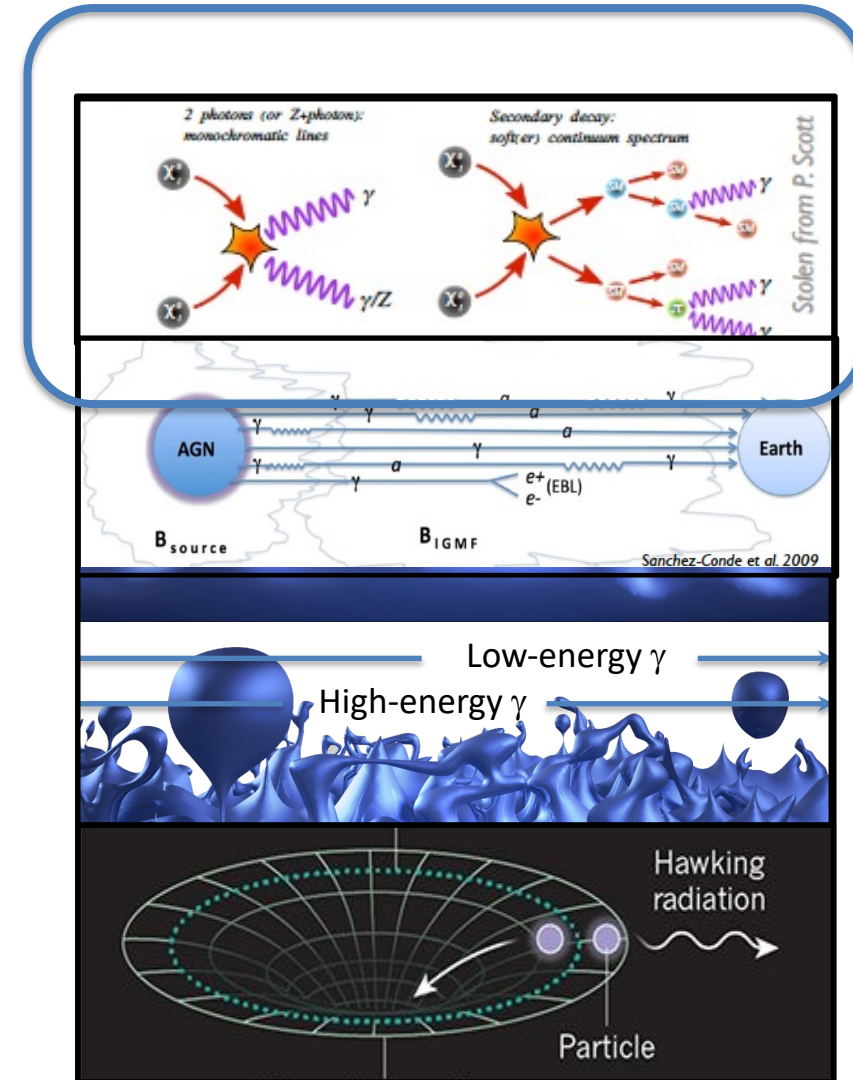 2 photons (or Z+photon):
monochromatic lines
Secondary decay:
soft(er) continuum spectrum
γ
γ/Z
γ
γ
γ
Stolen from P. Scott
γ a γ
γ a
γ a
AGN γ Earth
γ a γ
γ e+
e- (EBL)
B source
B IGMF
Sanchez-Conde et al. 2009
Low-energy γ
High-energy γ
Hawking
radiation
Particle